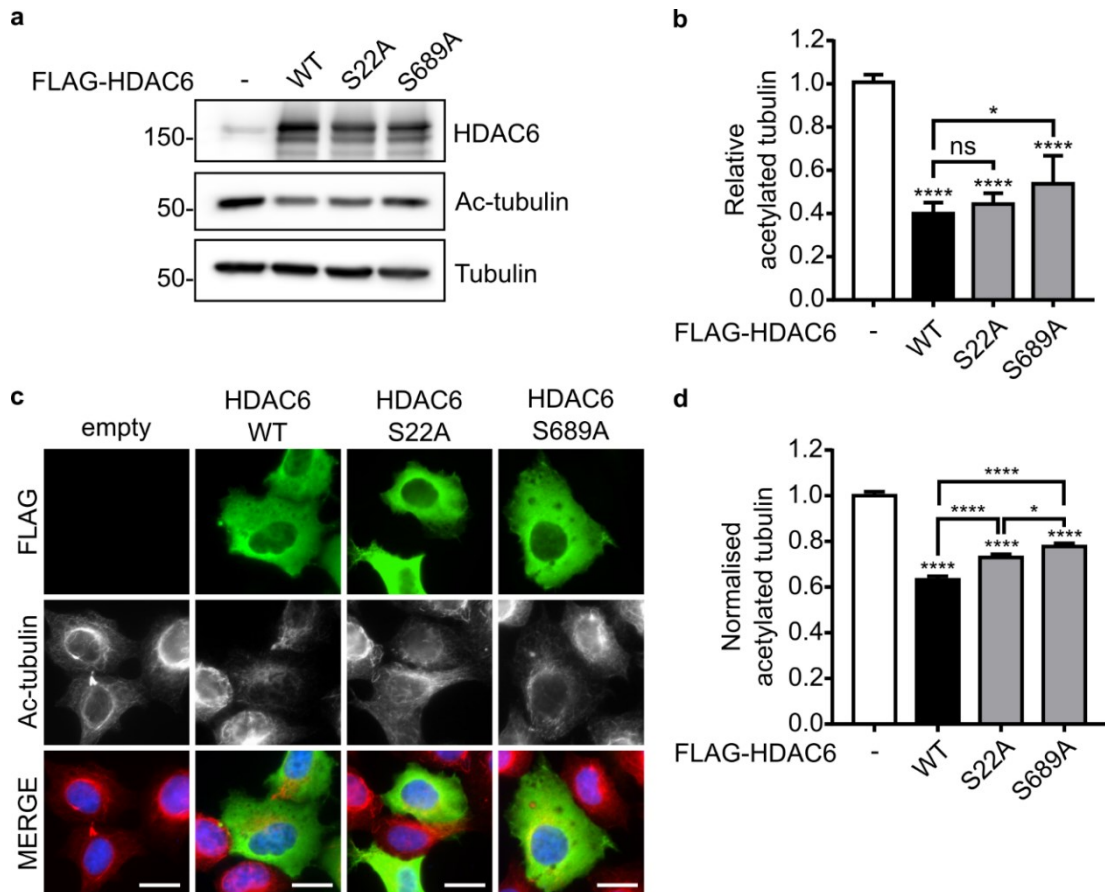 a
FLAG-HDAC6 - WT S22A S689A
150- HDAC6
50- Ac-tubulin
50- Tubulin
b
Relative
acetylated tubulin
1.2
1.0
0.8
0.6
0.4
0.2
0.0
*
ns
**** **** ****
FLAG-HDAC6 - WT S22A S689A
c
empty
HDAC6
WT
HDAC6
S22A
HDAC6
S689A
FLAG
Ac-tubulin
MERGE
d
Normalised
acetylated tubulin
1.2
1.0
0.8
0.6
0.4
0.2
0.0
****
**** *
**** **** ****
FLAG-HDAC6 - WT S22A S689A